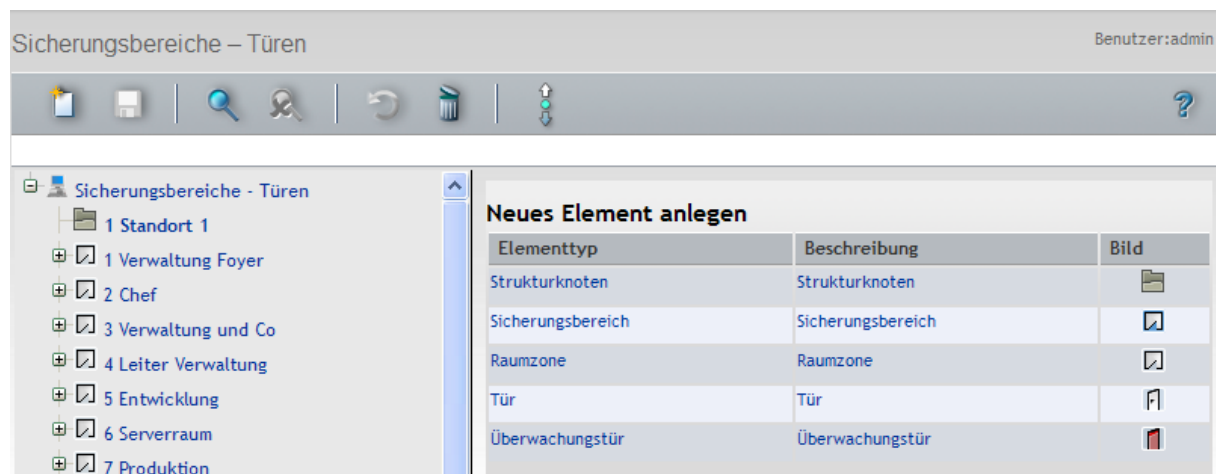 Sicherungsbereiche – Türen
Benutzer:admin
Sicherungsbereiche - Türen
1 Standort 1
1 Verwaltung Foyer
2 Chef
3 Verwaltung und Co
4 Leiter Verwaltung
5 Entwicklung
6 Serverraum
7 Produktion
Neues Element anlegen
Elementtyp Beschreibung Bild
Strukturknoten Strukturknoten
Sicherungsbereich Sicherungsbereich
Raumzone Raumzone
Tür Tür
Überwachungstür Überwachungstür